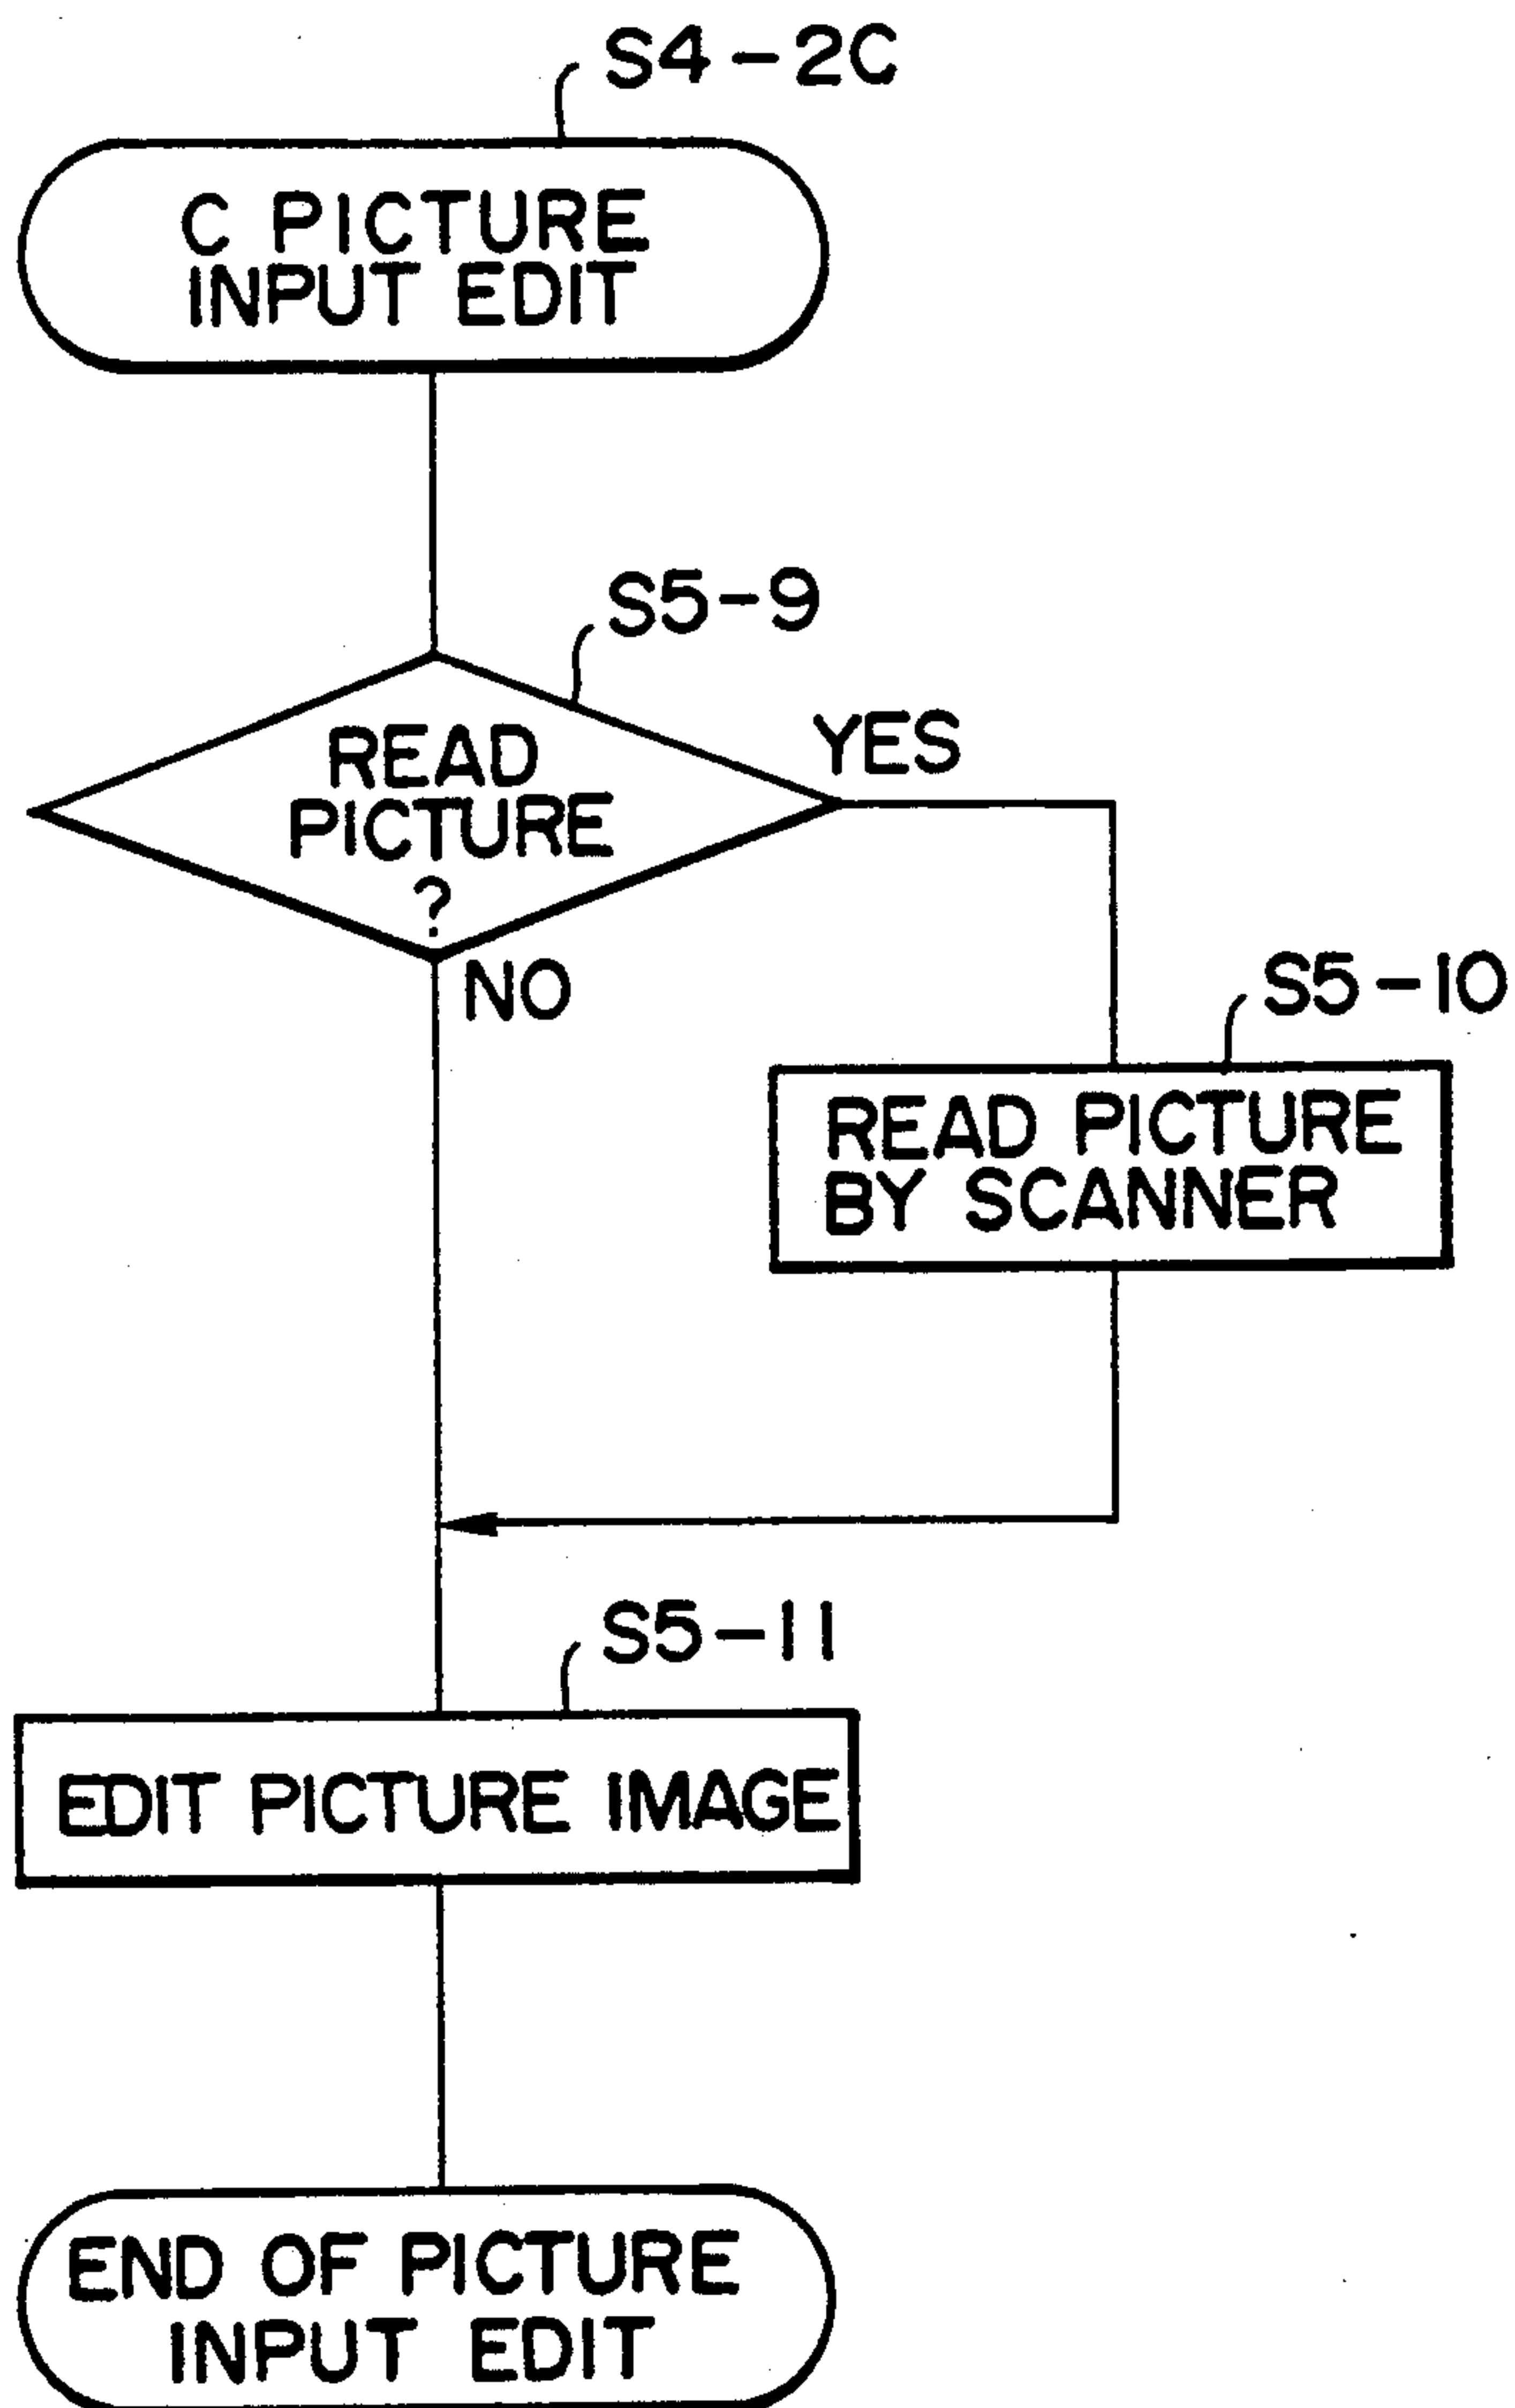 S4-2C
C PICTURE
INPUT EDIT
S5-9
READ
PICTURE
?
YES
NO
S5-10
READ PICTURE
BY SCANNER
S5-11
EDIT PICTURE IMAGE
END OF PICTURE
INPUT EDIT